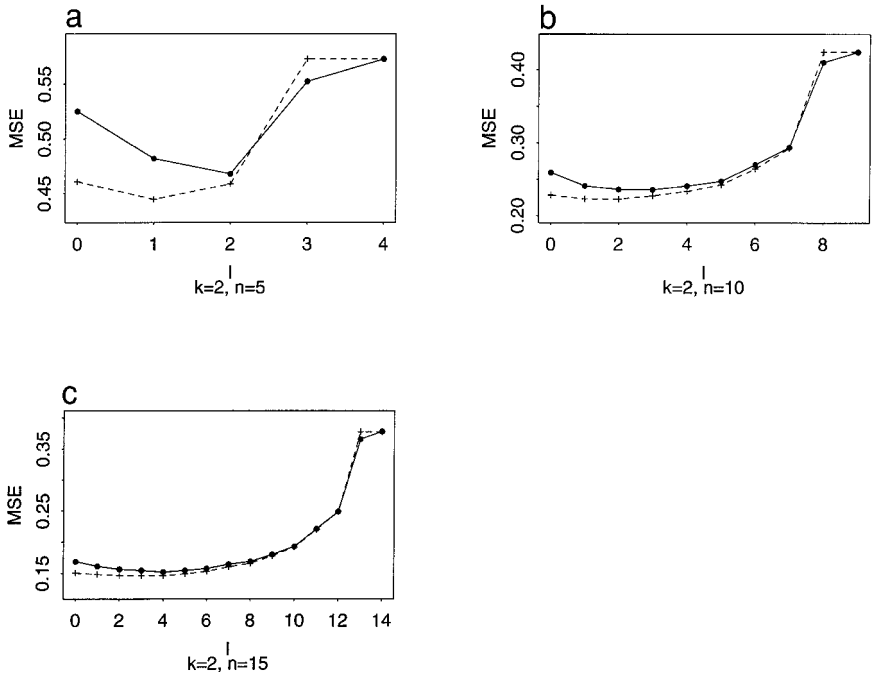 a
MSE
0.55
0.50
0.45
0 1 2 3 4
l
k=2, n=5
b
MSE
0.40
0.30
0.20
0 2 4 6 8
l
k=2, n=10
c
MSE
0.35
0.25
0.15
0 2 4 6 8 10 12 14
l
k=2, n=15